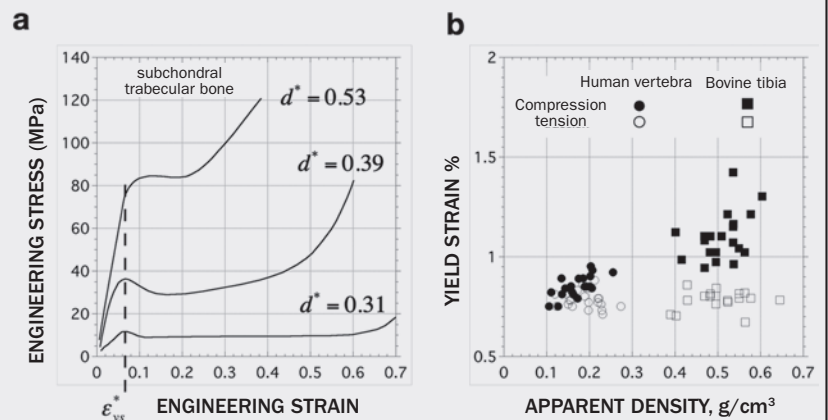 a
ENGINEERING STRESS (MPa)
140
120
100
80
60
40
20
0
subchondral
trabecular bone
d* = 0.53
d* = 0.39
d* = 0.31
0 0.1 0.2 0.3 0.4 0.5 0.6 0.7
ε*ys
ENGINEERING STRAIN
b
YIELD STRAIN %
2
1.5
1
0.5
Human vertebra Bovine tibia
Compression
tension
0 0.1 0.2 0.3 0.4 0.5 0.6 0.7
APPARENT DENSITY, g/cm³